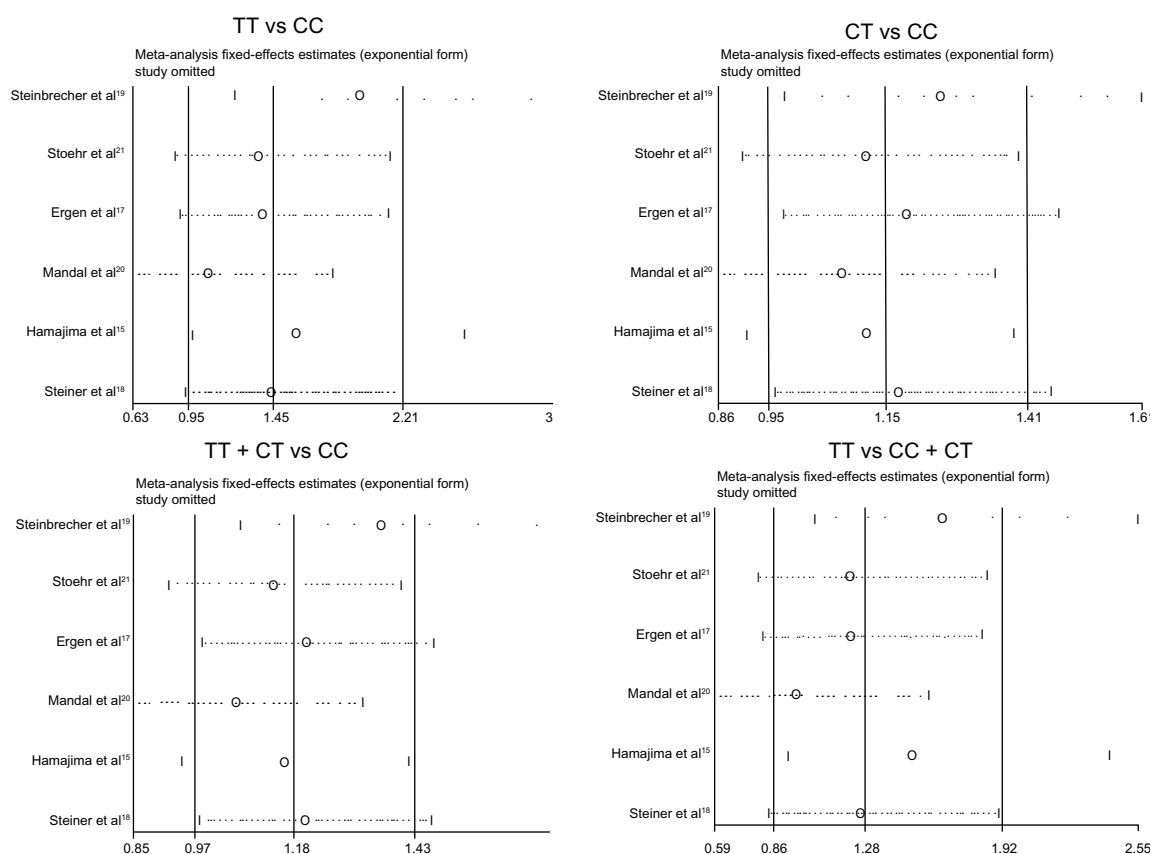 TT vs CC
Meta-analysis fixed-effects estimates (exponential form)
study omitted
Steinbrecher et al19
Stoehr et al21
Ergen et al17
Mandal et al20
Hamajima et al15
Steiner et al18
0.63 0.95 1.45 2.21 3
CT vs CC
Meta-analysis fixed-effects estimates (exponential form)
study omitted
Steinbrecher et al19
Stoehr et al21
Ergen et al17
Mandal et al20
Hamajima et al15
Steiner et al18
0.86 0.95 1.15 1.41 1.61
TT + CT vs CC
Meta-analysis fixed-effects estimates (exponential form)
study omitted
Steinbrecher et al19
Stoehr et al21
Ergen et al17
Mandal et al20
Hamajima et al15
Steiner et al18
0.85 0.97 1.18 1.43
TT vs CC + CT
Meta-analysis fixed-effects estimates (exponential form)
study omitted
Steinbrecher et al19
Stoehr et al21
Ergen et al17
Mandal et al20
Hamajima et al15
Steiner et al18
0.59 0.86 1.28 1.92 2.55